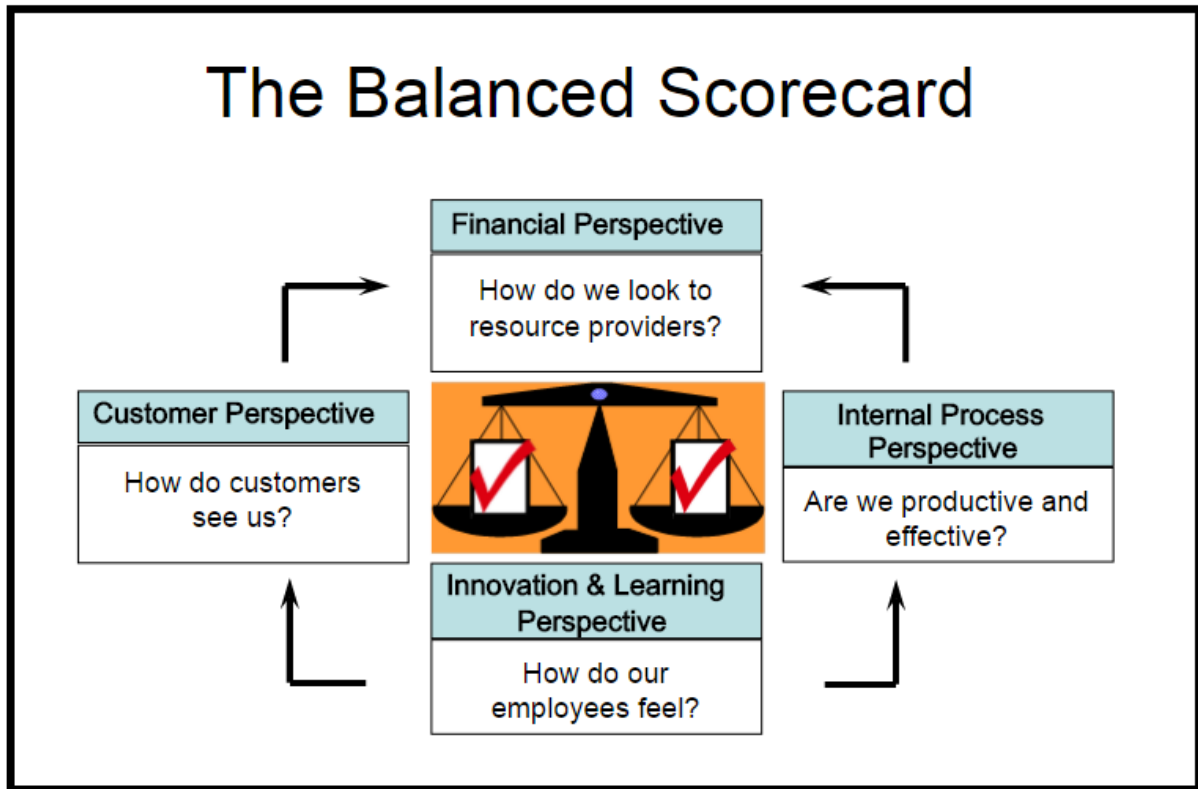 The Balanced Scorecard
Financial Perspective
How do we look to
resource providers?
Customer Perspective
How do customers
see us?
Internal Process
Perspective
Are we productive and
effective?
Innovation & Learning
Perspective
How do our
employees feel?